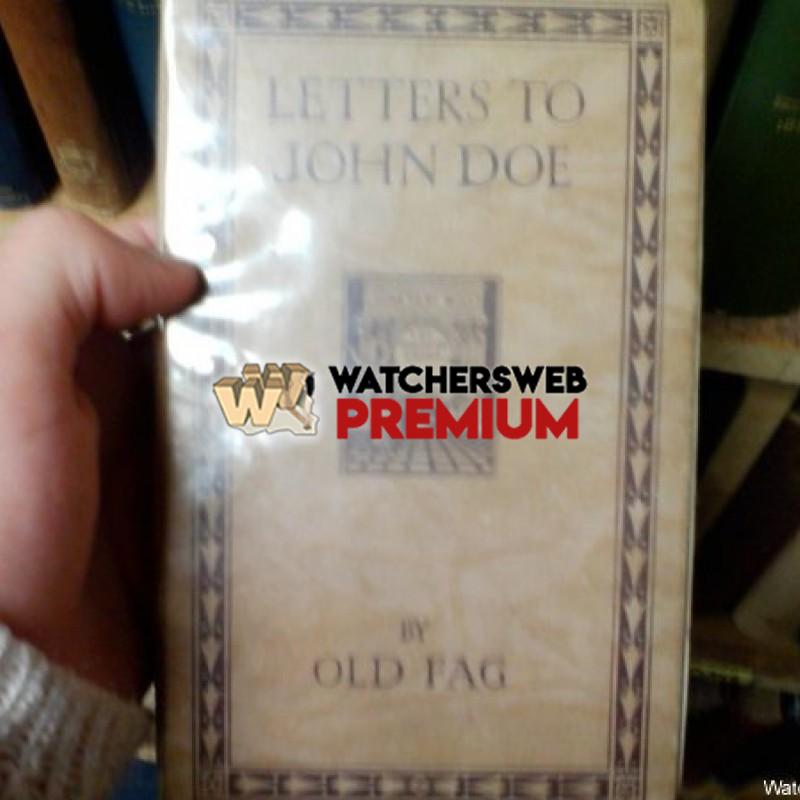 LETTERS TO
JOHN DOE
WATCHERSWEB
PREMIUM
BY
OLD FAG